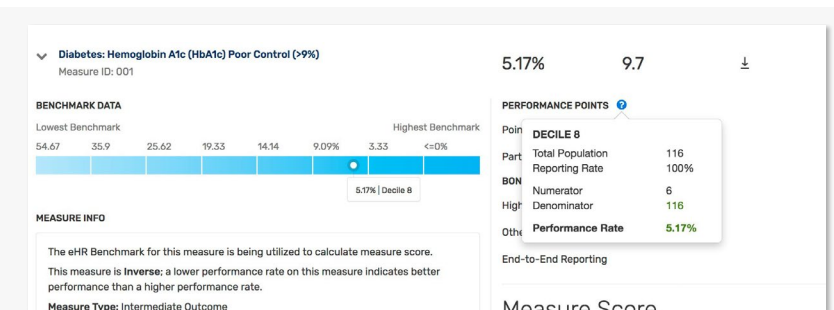 Diabetes: Hemoglobin A1c (HbA1c) Poor Control (>9%)
Measure ID: 001
5.17% 9.7
BENCHMARK DATA
Lowest Benchmark Highest Benchmark
54.67 35.9 25.62 19.33 14.14 9.09% 3.33 <=0%
5.17% | Decile 8
MEASURE INFO
The eHR Benchmark for this measure is being utilized to calculate measure score.
This measure is Inverse; a lower performance rate on this measure indicates better
performance than a higher performance rate.
Measure Type: Intermediate Outcome
PERFORMANCE POINTS ?
Poin
Part
BON
High
Othe
DECILE 8
Total Population 116
Reporting Rate 100%
Numerator 6
Denominator 116
Performance Rate 5.17%
End-to-End Reporting
Measure Score